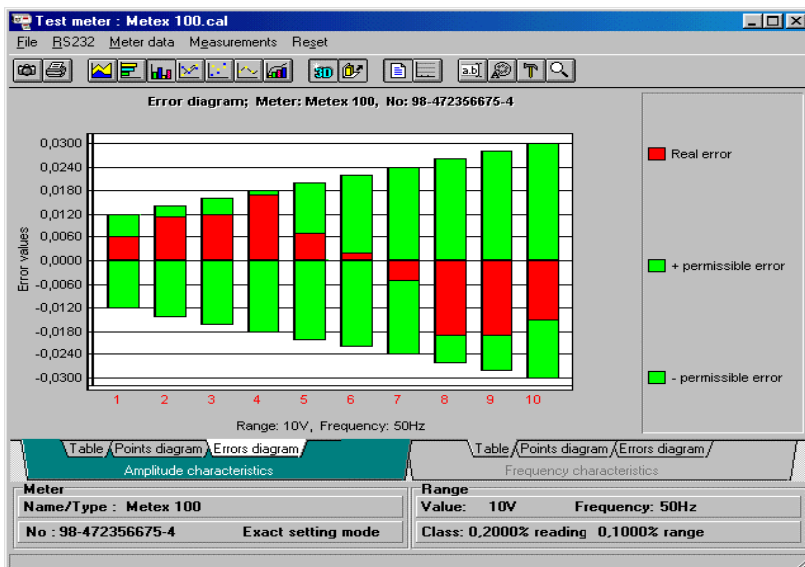 Test meter : Metex 100.cal
File RS232 Meter data Measurements Reset
3D a.b
Error diagram; Meter: Metex 100, No: 98-472356675-4
Error values
0,0300
0,0240
0,0180
0,0120
0,0060
0,0000
-0,0060
-0,0120
-0,0180
-0,0240
-0,0300
1 2 3 4 5 6 7 8 9 10
Range: 10V, Frequency: 50Hz
Real error
+ permissible error
- permissible error
Table Points diagram Errors diagram Table Points diagram Errors diagram
Amplitude characteristics Frequency characteristics
Meter
Name/Type : Metex 100
No : 98-472356675-4 Exact setting mode
Range
Value: 10V Frequency: 50Hz
Class: 0,2000% reading 0,1000% range